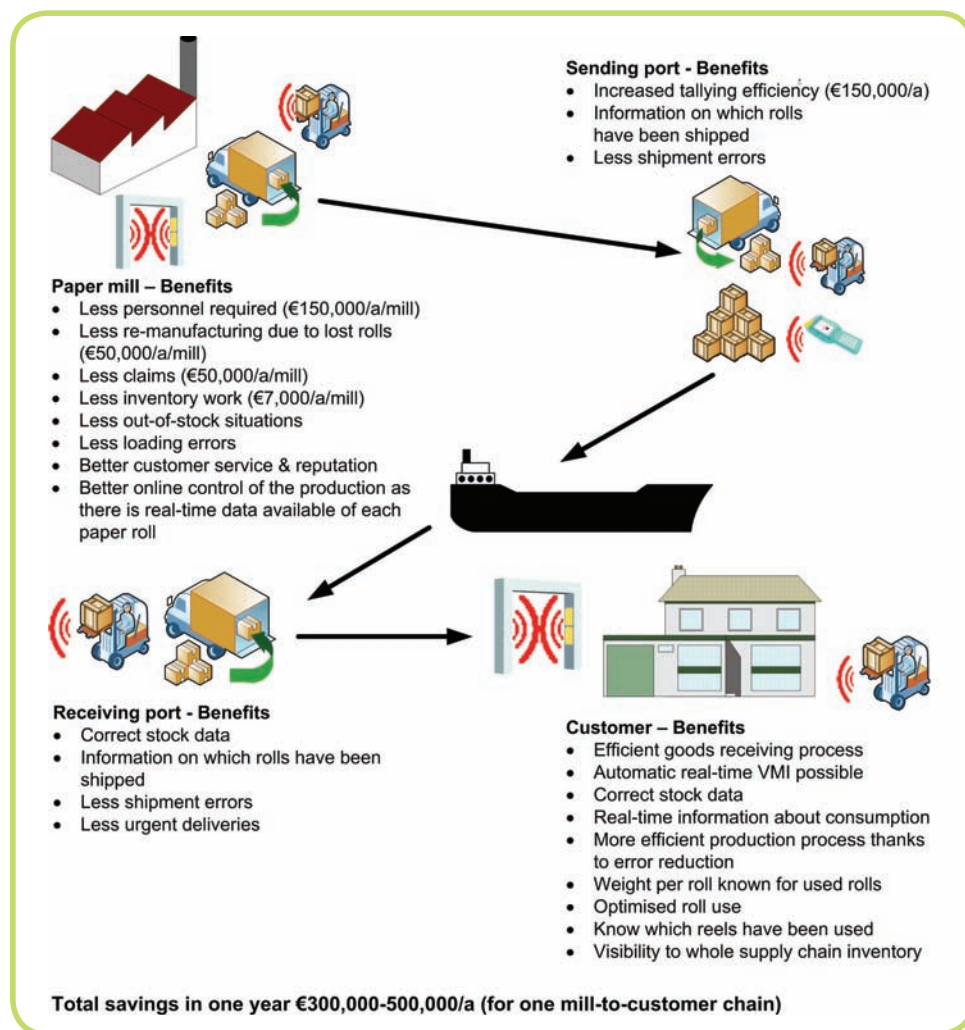 Sending port - Benefits
• Increased tallying efficiency (€150,000/a)
• Information on which rolls
have been shipped
• Less shipment errors
Paper mill – Benefits
• Less personnel required (€150,000/a/mill)
• Less re-manufacturing due to lost rolls
(€50,000/a/mill)
• Less claims (€50,000/a/mill)
• Less inventory work (€7,000/a/mill)
• Less out-of-stock situations
• Less loading errors
• Better customer service & reputation
• Better online control of the production as
there is real-time data available of each
paper roll
Receiving port - Benefits
• Correct stock data
• Information on which rolls have been
shipped
• Less shipment errors
• Less urgent deliveries
Customer – Benefits
• Efficient goods receiving process
• Automatic real-time VMI possible
• Correct stock data
• Real-time information about consumption
• More efficient production process thanks
to error reduction
• Weight per roll known for used rolls
• Optimised roll use
• Know which reels have been used
• Visibility to whole supply chain inventory
Total savings in one year €300,000-500,000/a (for one mill-to-customer chain)